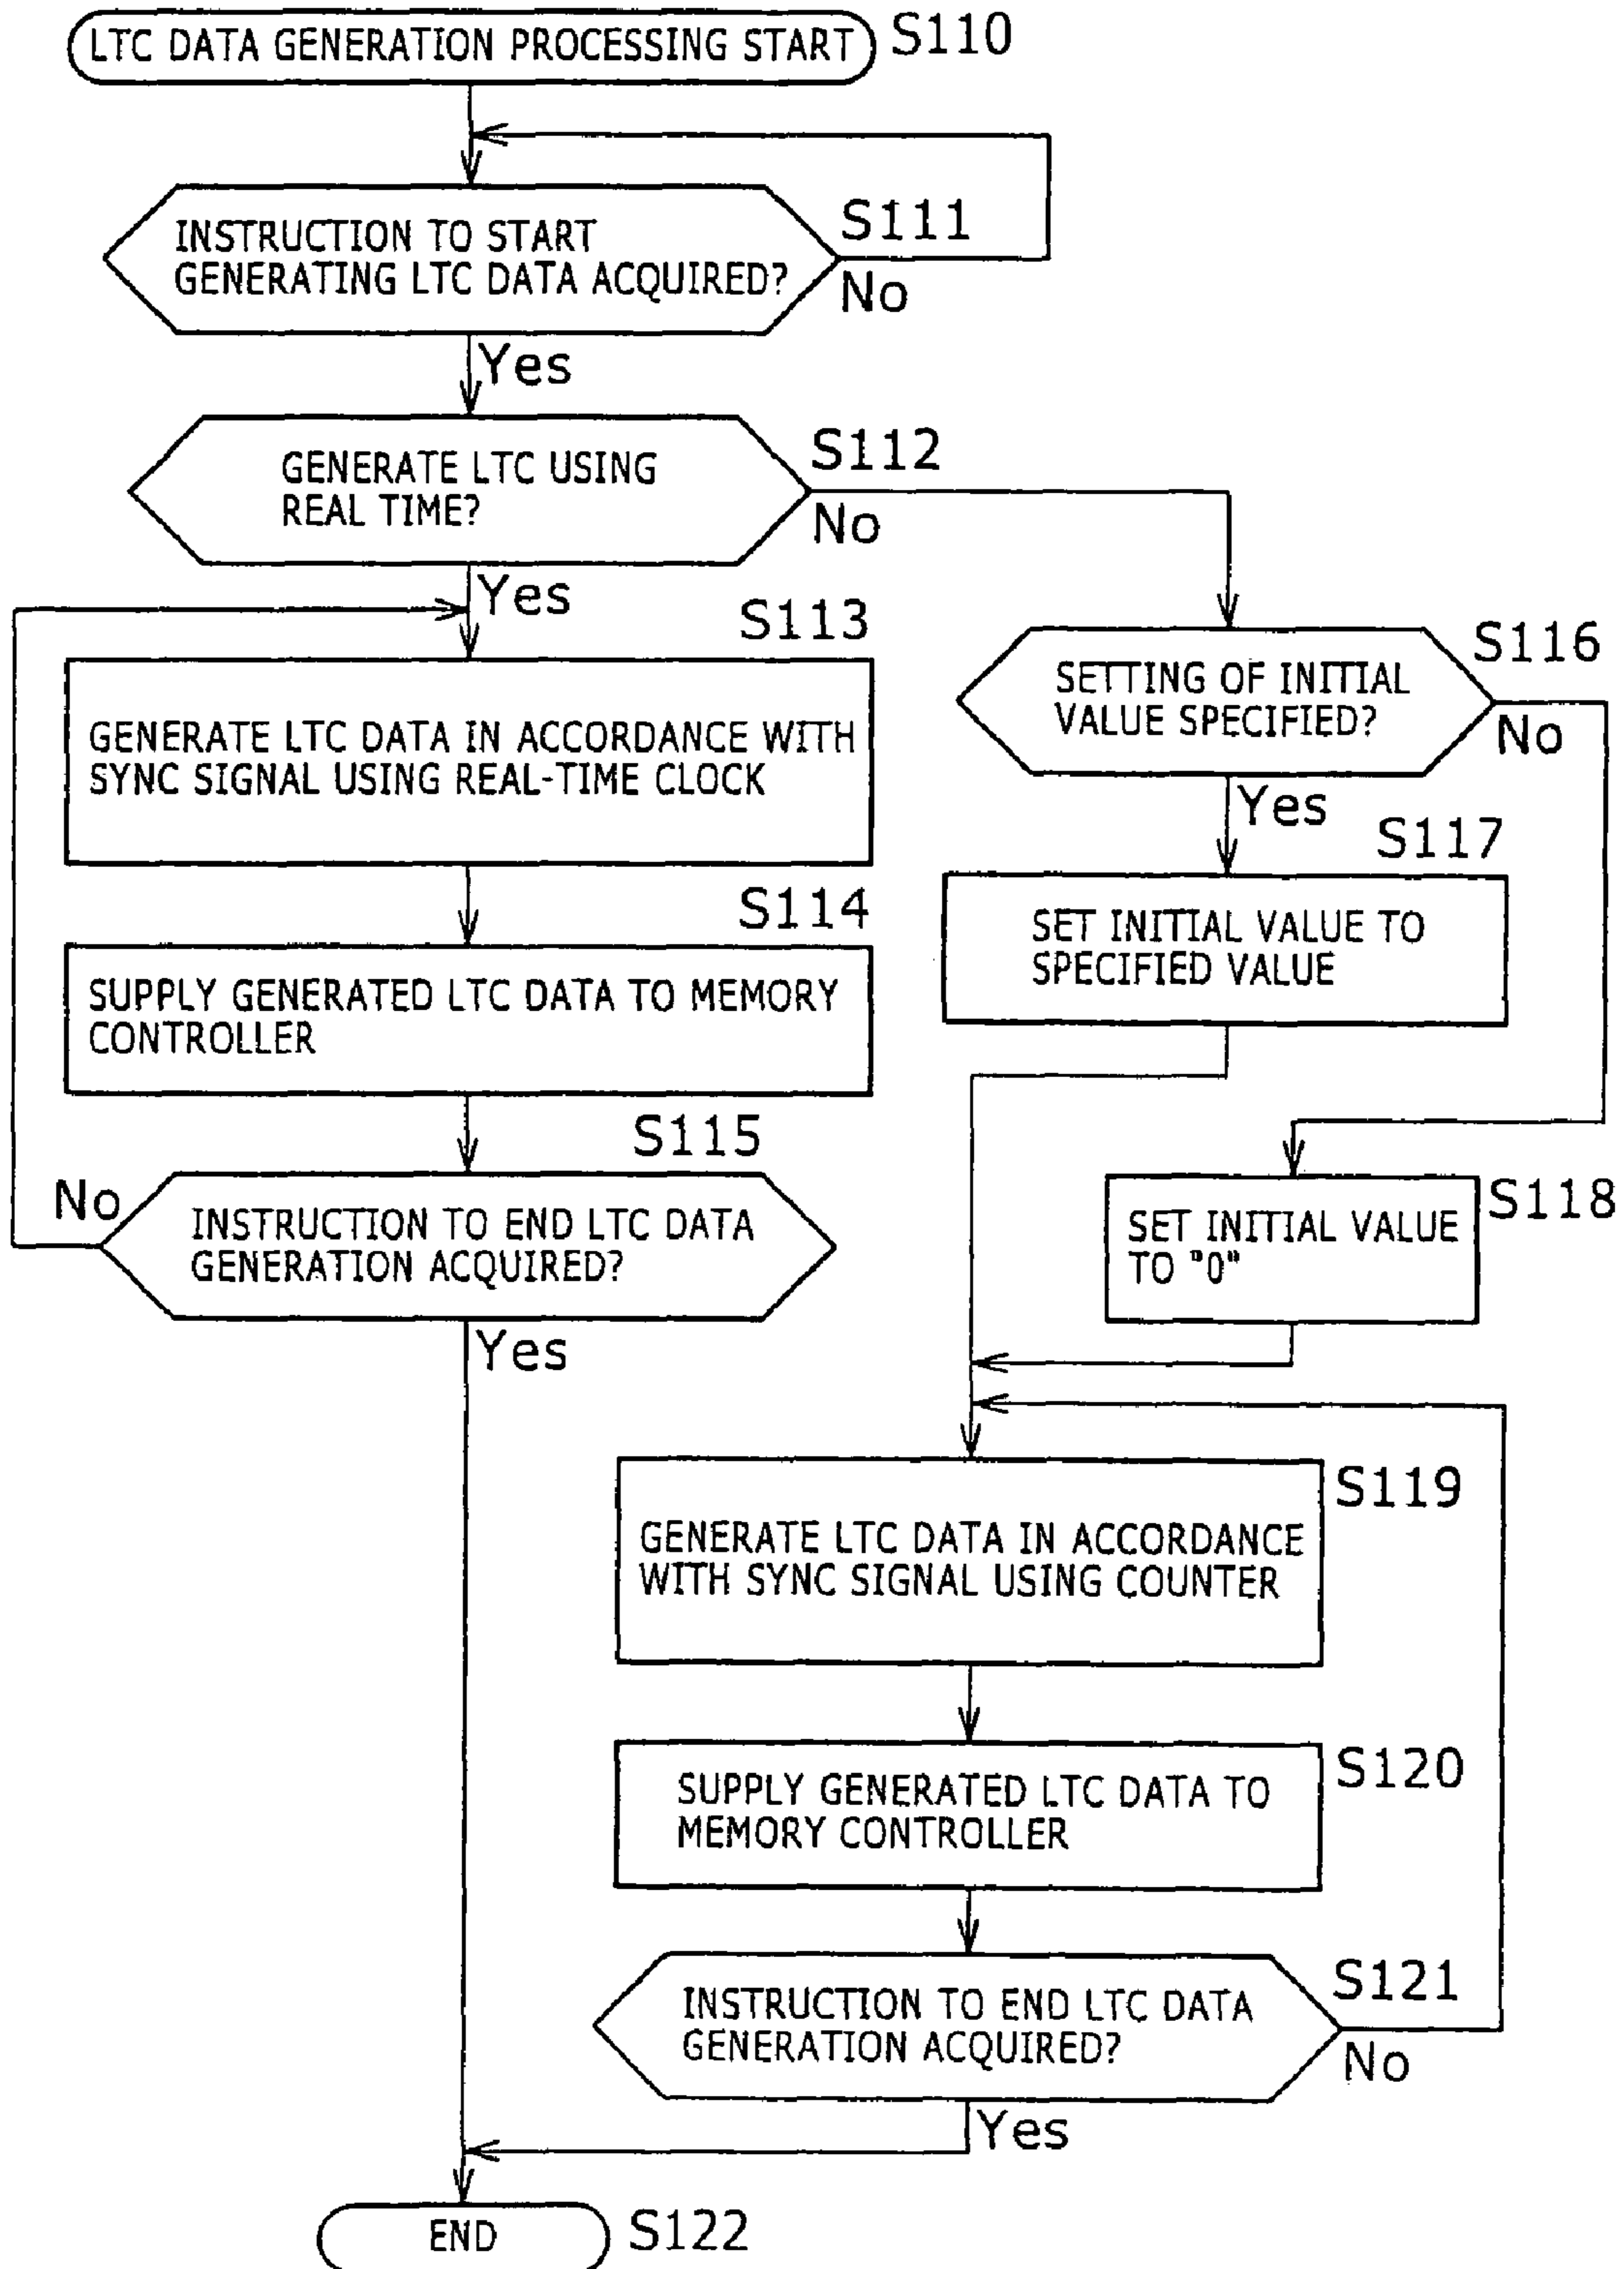 LTC DATA GENERATION PROCESSING START S110
S111
INSTRUCTION TO START
GENERATING LTC DATA ACQUIRED?
No
Yes
S112
GENERATE LTC USING
REAL TIME?
No
Yes
S113
GENERATE LTC DATA IN ACCORDANCE WITH
SYNC SIGNAL USING REAL-TIME CLOCK
S114
SUPPLY GENERATED LTC DATA TO MEMORY
CONTROLLER
S115
No
INSTRUCTION TO END LTC DATA
GENERATION ACQUIRED?
Yes
S116
SETTING OF INITIAL
VALUE SPECIFIED?
No
Yes
S117
SET INITIAL VALUE TO
SPECIFIED VALUE
S118
SET INITIAL VALUE
TO "0"
S119
GENERATE LTC DATA IN ACCORDANCE
WITH SYNC SIGNAL USING COUNTER
S120
SUPPLY GENERATED LTC DATA TO
MEMORY CONTROLLER
S121
INSTRUCTION TO END LTC DATA
GENERATION ACQUIRED?
No
Yes
END S122